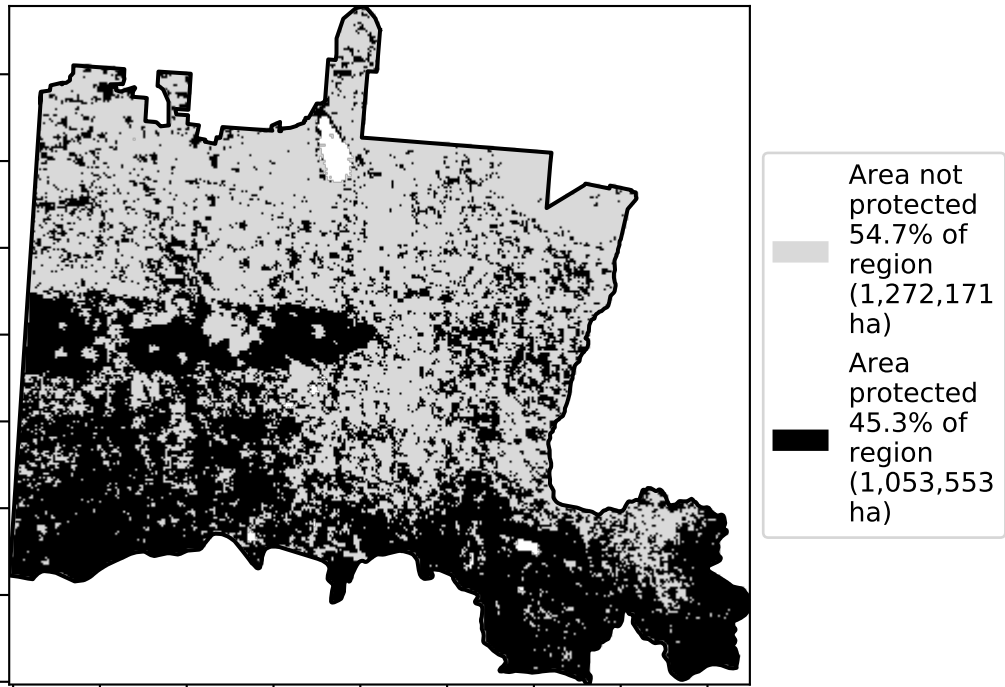 Area not
protected
54.7% of
region
(1,272,171
ha)
Area
protected
45.3% of
region
(1,053,553
ha)